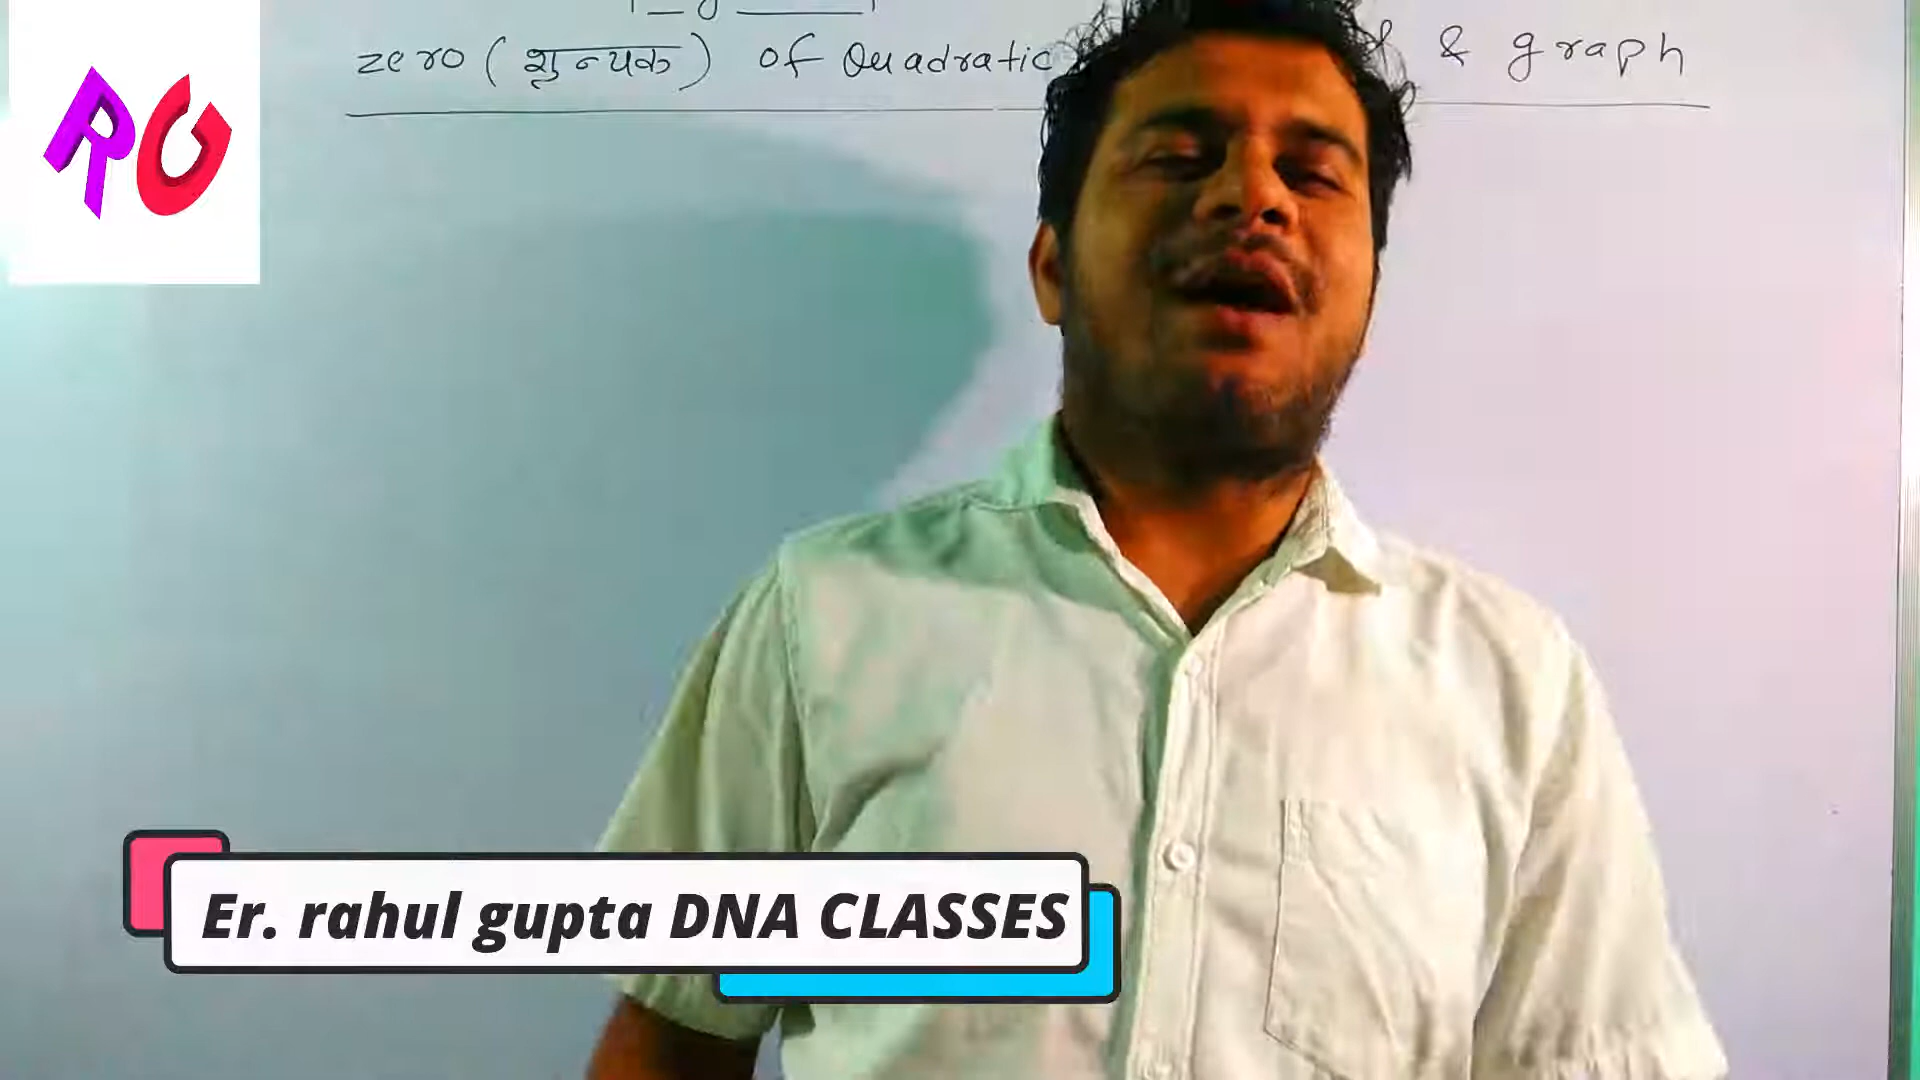 RG
zero ( शुन्यक ) of Quadratic & graph
Er. rahul gupta DNA CLASSES